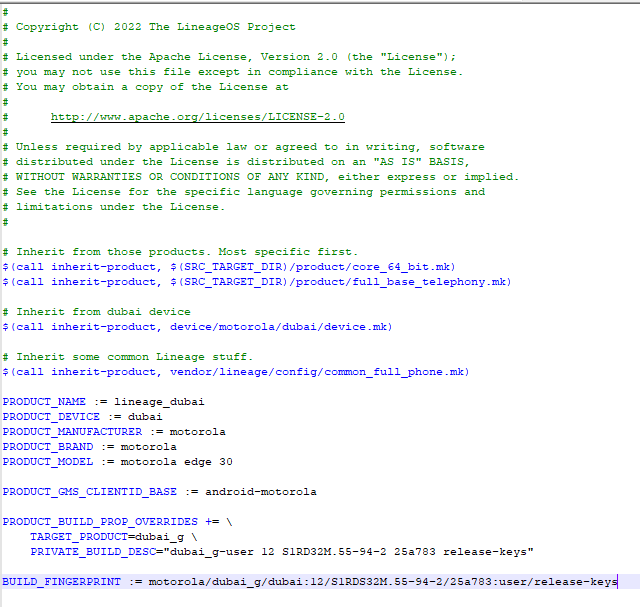 #
# Copyright (C) 2022 The LineageOS Project
#
# Licensed under the Apache License, Version 2.0 (the "License");
# you may not use this file except in compliance with the License.
# You may obtain a copy of the License at
#
#      http://www.apache.org/licenses/LICENSE-2.0
#
# Unless required by applicable law or agreed to in writing, software
# distributed under the License is distributed on an "AS IS" BASIS,
# WITHOUT WARRANTIES OR CONDITIONS OF ANY KIND, either express or implied.
# See the License for the specific language governing permissions and
# limitations under the License.
#

# Inherit from those products. Most specific first.
$(call inherit-product, $(SRC_TARGET_DIR)/product/core_64_bit.mk)
$(call inherit-product, $(SRC_TARGET_DIR)/product/full_base_telephony.mk)

# Inherit from dubai device
$(call inherit-product, device/motorola/dubai/device.mk)

# Inherit some common Lineage stuff.
$(call inherit-product, vendor/lineage/config/common_full_phone.mk)

PRODUCT_NAME := lineage_dubai
PRODUCT_DEVICE := dubai
PRODUCT_MANUFACTURER := motorola
PRODUCT_BRAND := motorola
PRODUCT_MODEL := motorola edge 30

PRODUCT_GMS_CLIENTID_BASE := android-motorola

PRODUCT_BUILD_PROP_OVERRIDES += \
    TARGET_PRODUCT=dubai_g \
    PRIVATE_BUILD_DESC="dubai_g-user 12 S1RD32M.55-94-2 25a783 release-keys"

BUILD_FINGERPRINT := motorola/dubai_g/dubai:12/S1RDS32M.55-94-2/25a783:user/release-keys